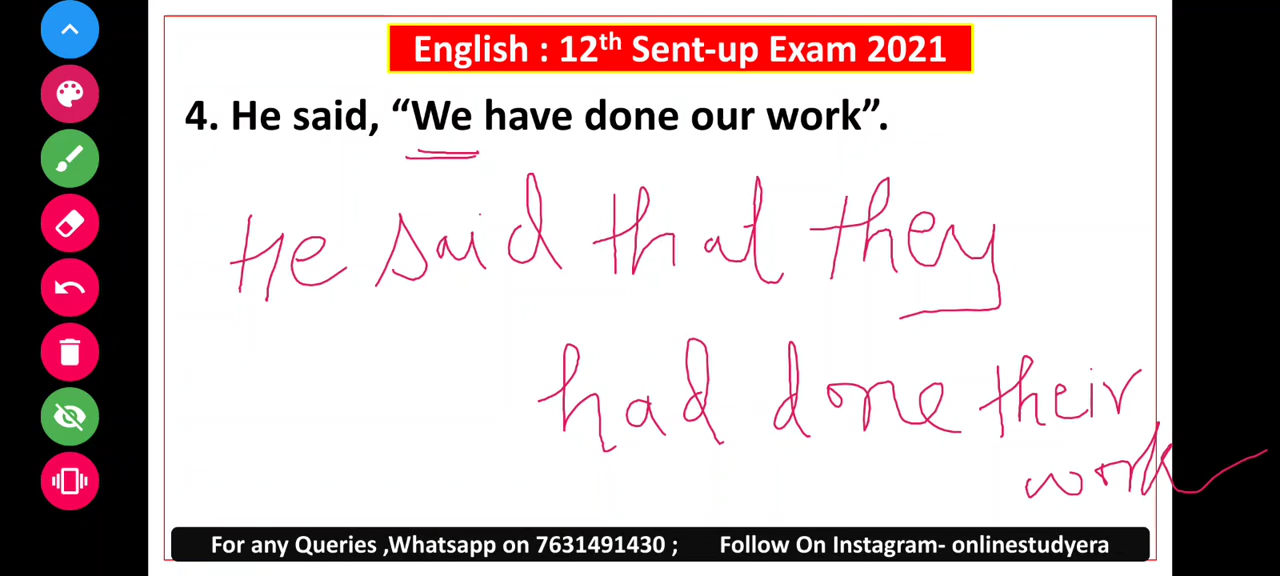 English : 12th Sent-up Exam 2021
4. He said, “We have done our work”.
He said that they
had done their
work
For any Queries ,Whatsapp on 7631491430 ; Follow On Instagram- onlinestudyera